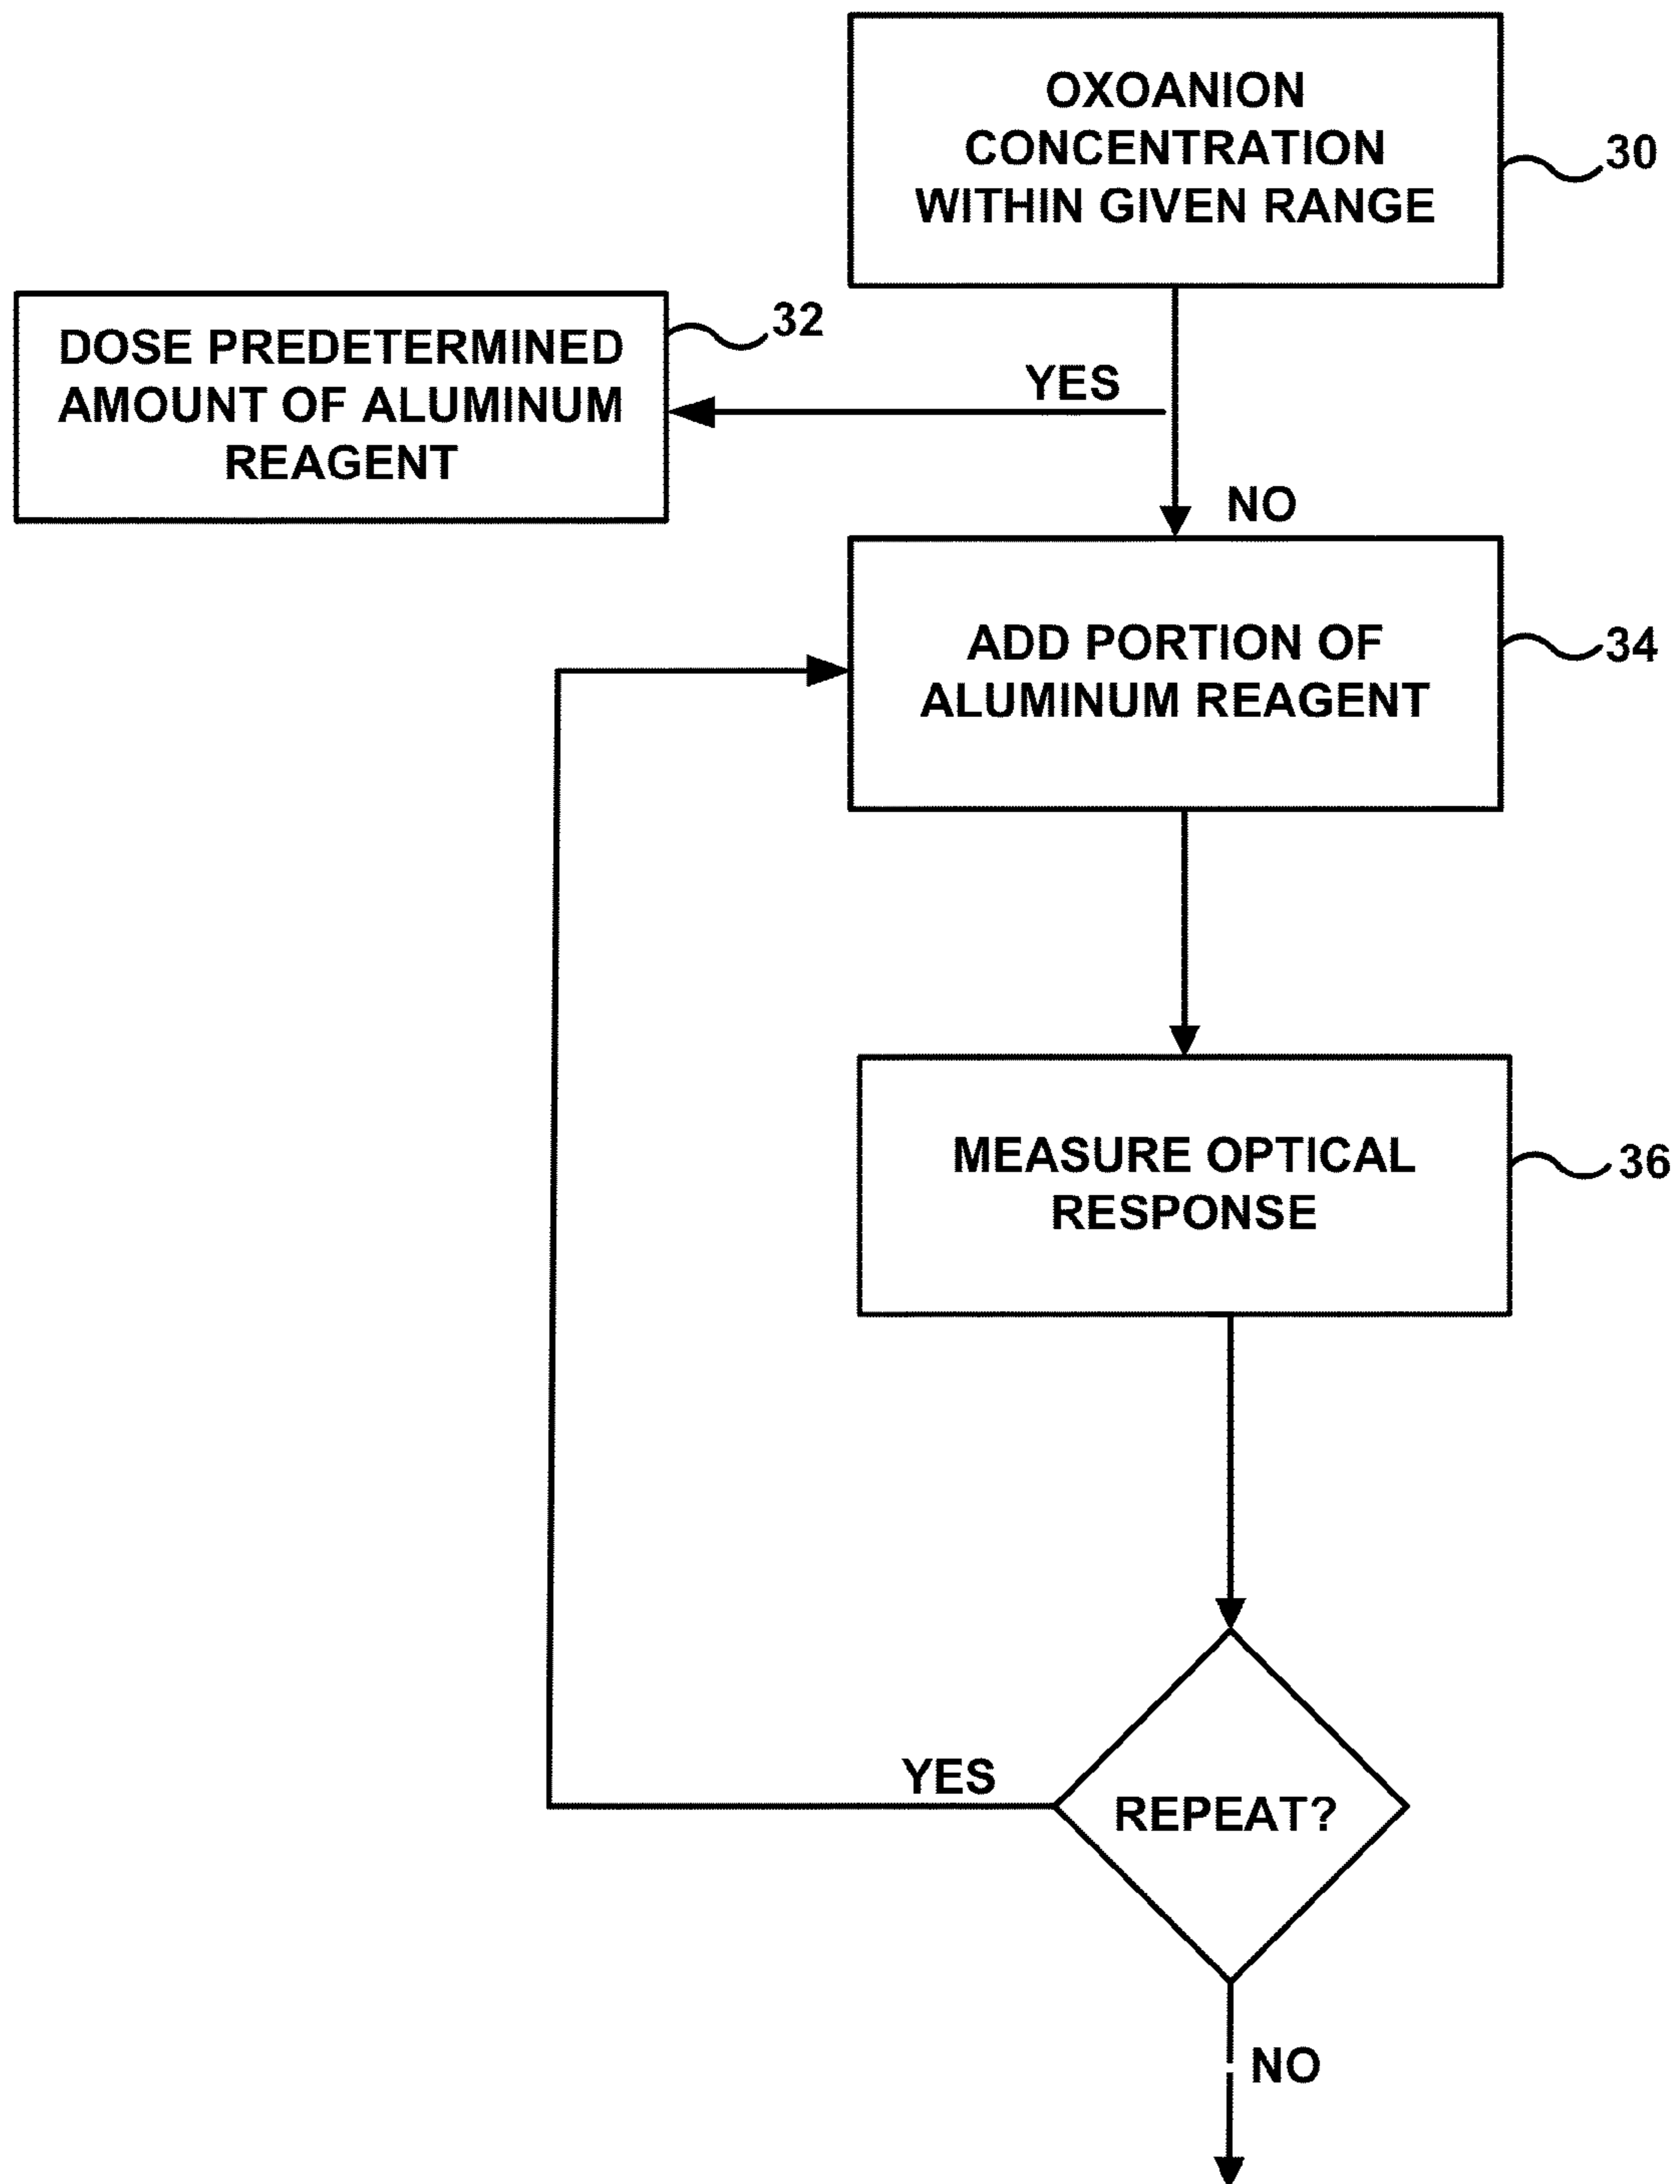 OXOANION
CONCENTRATION
WITHIN GIVEN RANGE
30
DOSE PREDETERMINED
AMOUNT OF ALUMINUM
REAGENT
32
YES
NO
ADD PORTION OF
ALUMINUM REAGENT
34
MEASURE OPTICAL
RESPONSE
36
YES
REPEAT?
NO